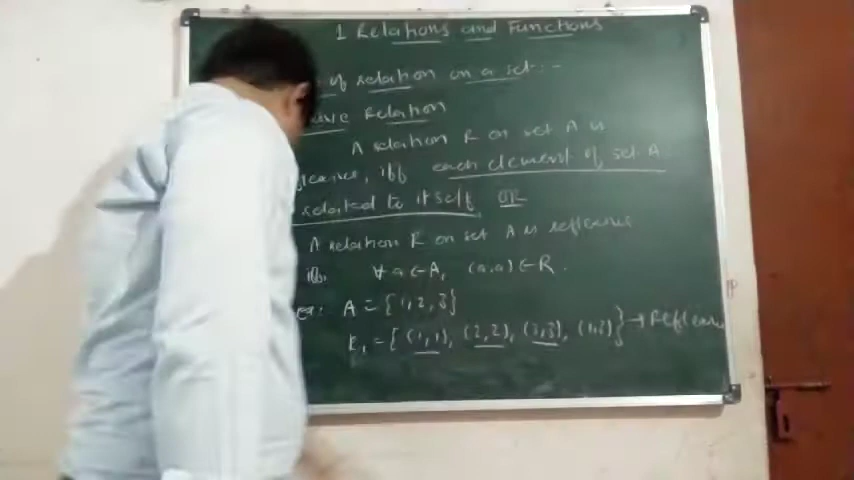 1 Relations and Functions
of relation on a set :-
Relation
A relation R on set A is
iff each element of set A
related to itself OR
A relation R on set A is reflexive
iff. ∀ a ∈ A, (a,a) ∈ R.
eg: A = {1,2,3}
R₁ = { (1,1), (2,2), (3,3), (1,2)} → Reflexive